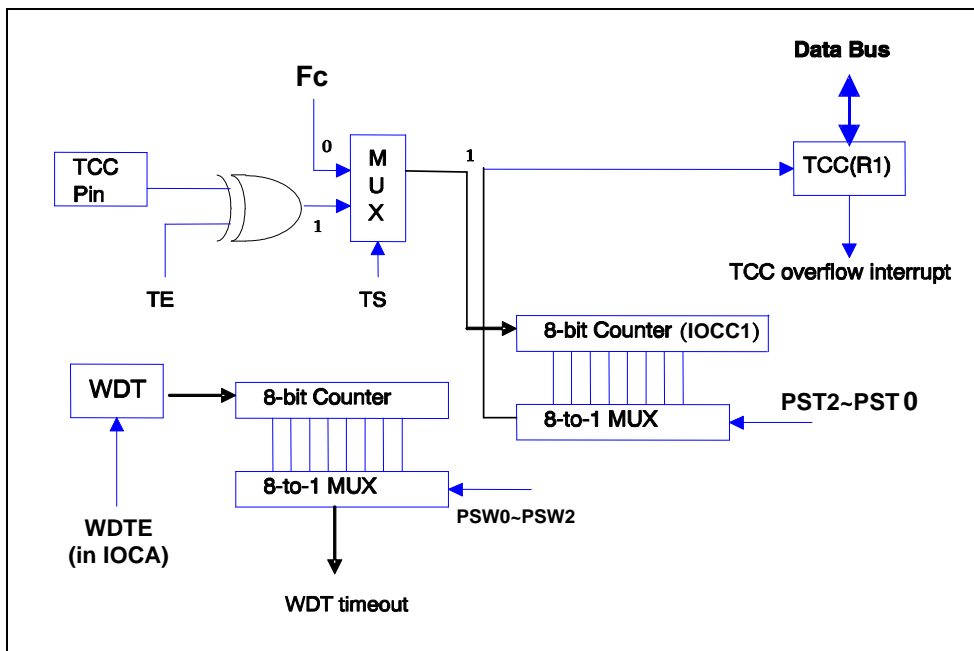 Data Bus
Fc
0
M
U
X
1
TCC
Pin
TCC(R1)
1
TE
TS
TCC overflow interrupt
8-bit Counter (IOCC1)
WDT
8-bit Counter
8-to-1 MUX
PST2~PST0
8-to-1 MUX
PSW0~PSW2
WDTE
(in IOCA)
WDT timeout